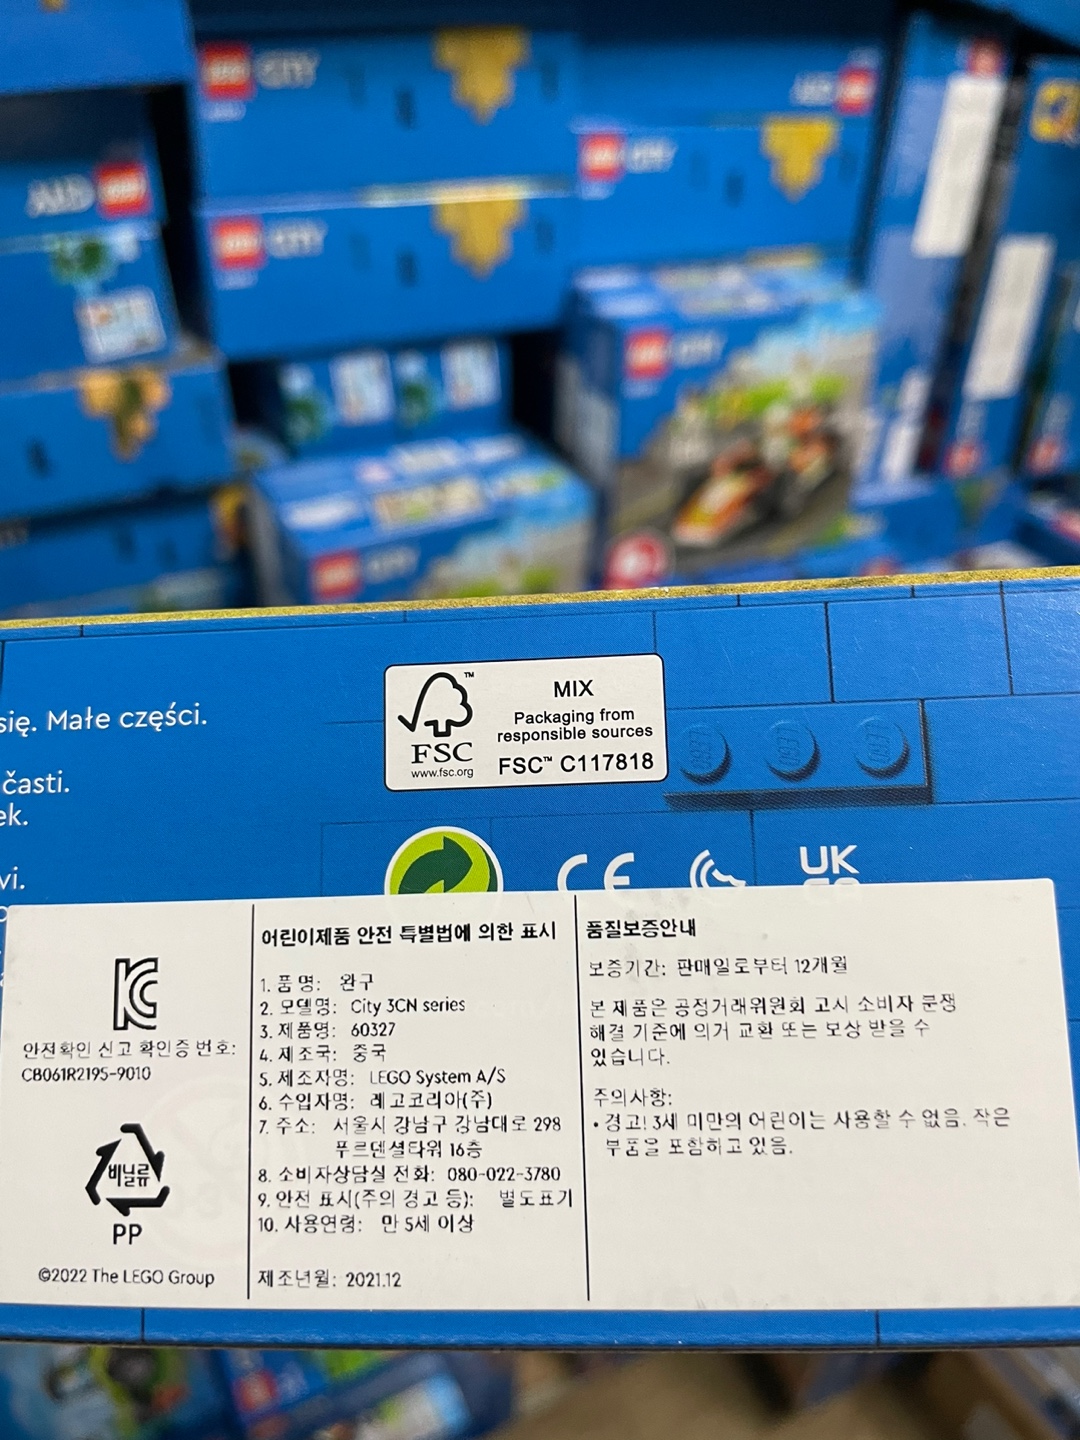 CITY
CITY
CITY
CITY
CITY
się. Małe części.
časti.
ek.
vi.
FSC™
www.fsc.org
MIX
Packaging from
responsible sources
FSC™ C117818
CE
UK
안전확인 신고 확인증 번호:
CB061R2195-9010
비닐류
PP
©2022 The LEGO Group
어린이제품 안전 특별법에 의한 표시
1. 품 명: 완구
2. 모델명: City 3CN series
3. 제품명: 60327
4. 제조국: 중국
5. 제조자명: LEGO System A/S
6. 수입자명: 레고코리아(주)
7. 주소: 서울시 강남구 강남대로 298
푸르덴셜타워 16층
8. 소비자상담실 전화: 080-022-3780
9. 안전 표시(주의 경고 등): 별도표기
10. 사용연령: 만 5세 이상
제조년월: 2021.12
품질보증안내
보증기간: 판매일로부터 12개월
본 제품은 공정거래위원회 고시 소비자 분쟁
해결 기준에 의거 교환 또는 보상 받을 수
있습니다.
주의사항:
• 경고! 3세 미만의 어린이는 사용할 수 없음. 작은
부품을 포함하고 있음.